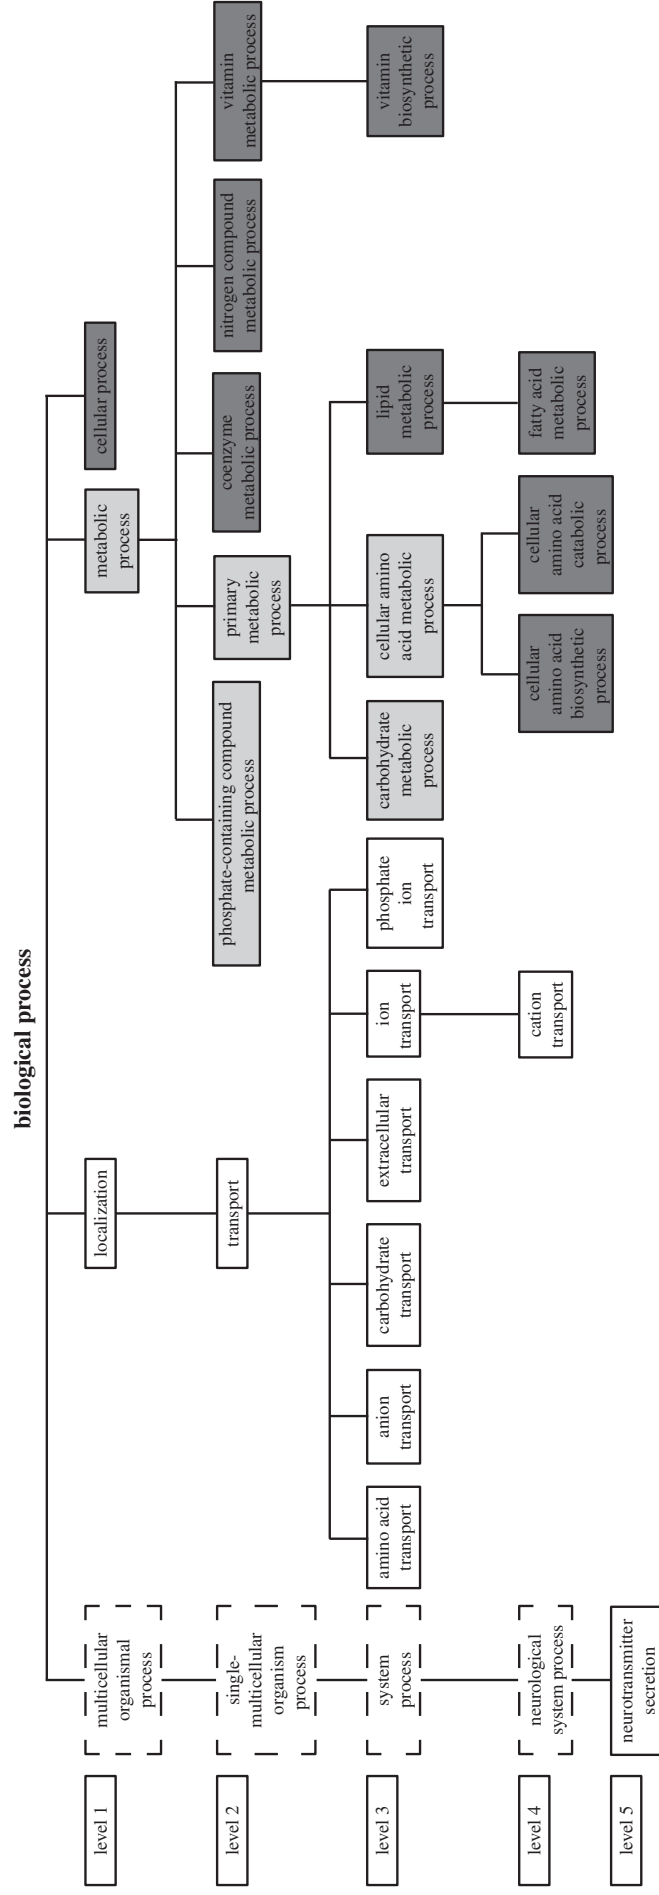 biological process
level 1
multicellular
organismal
process
localization
metabolic
process
cellular process
level 2
single-
multicellular
organism
process
transport
phosphate-containing compound
metabolic process
primary
metabolic
process
coenzyme
metabolic process
nitrogen compound
metabolic process
vitamin
metabolic process
level 3
system
process
amino acid
transport
anion
transport
carbohydrate
transport
extracellular
transport
ion
transport
phosphate
ion
transport
carbohydrate
metabolic
process
cellular amino
acid metabolic
process
lipid
metabolic
process
vitamin
biosynthetic
process
level 4
neurological
system process
cation
transport
cellular
amino acid
biosynthetic
process
cellular
amino acid
catabolic
process
fatty acid
metabolic
process
level 5
neurotransmitter
secretion